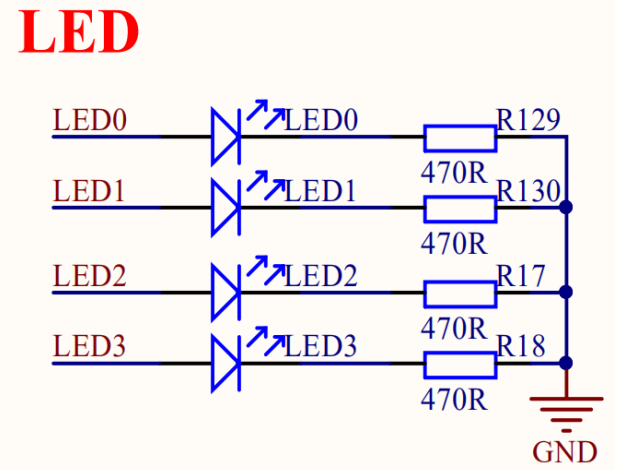 LED
LED0 LED0 R129
470R
LED1 LED1 R130
470R
LED2 LED2 R17
470R
LED3 LED3 R18
470R
GND